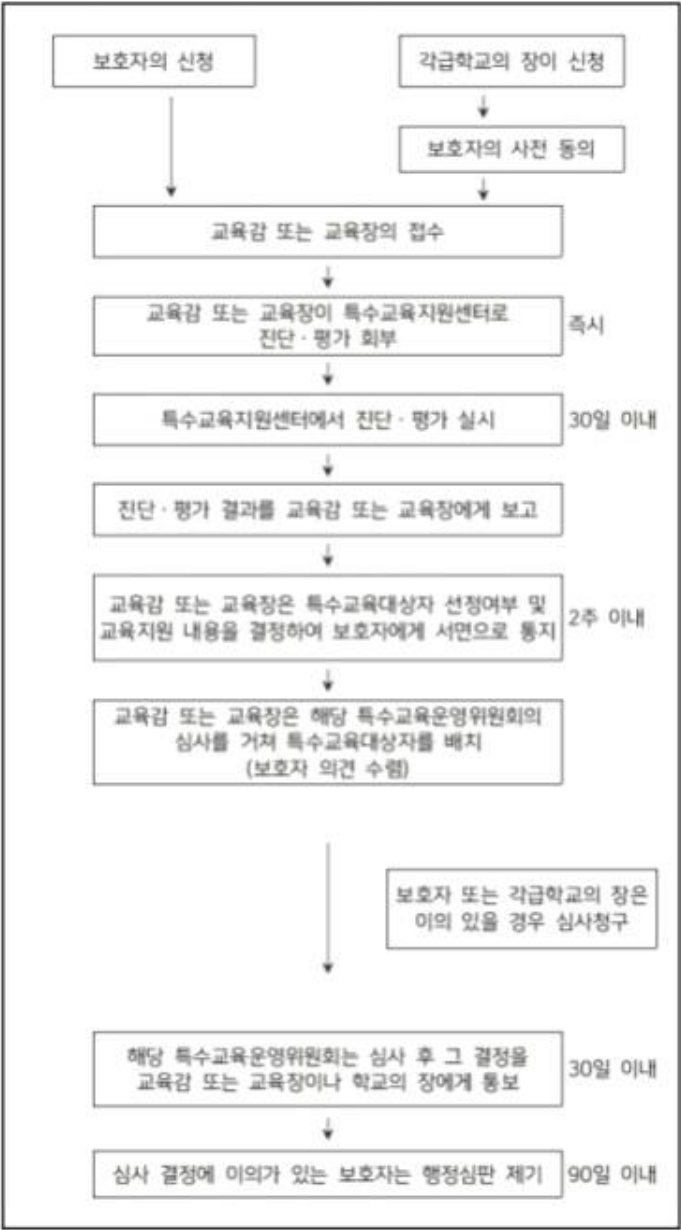 보호자의 신청
각급학교의 장이 신청
보호자의 사전 동의
교육감 또는 교육장의 접수
교육감 또는 교육장이 특수교육지원센터로
진단·평가 회부
즉시
특수교육지원센터에서 진단·평가 실시
30일 이내
진단·평가 결과를 교육감 또는 교육장에게 보고
교육감 또는 교육장은 특수교육대상자 선정여부 및
교육지원 내용을 결정하여 보호자에게 서면으로 통지
2주 이내
교육감 또는 교육장은 해당 특수교육운영위원회의
심사를 거쳐 특수교육대상자를 배치
(보호자 의견 수렴)
보호자 또는 각급학교의 장은
이의 있을 경우 심사청구
해당 특수교육운영위원회는 심사 후 그 결정을
교육감 또는 교육장이나 학교의 장에게 통보
30일 이내
심사 결정에 이의가 있는 보호자는 행정심판 제기
90일 이내